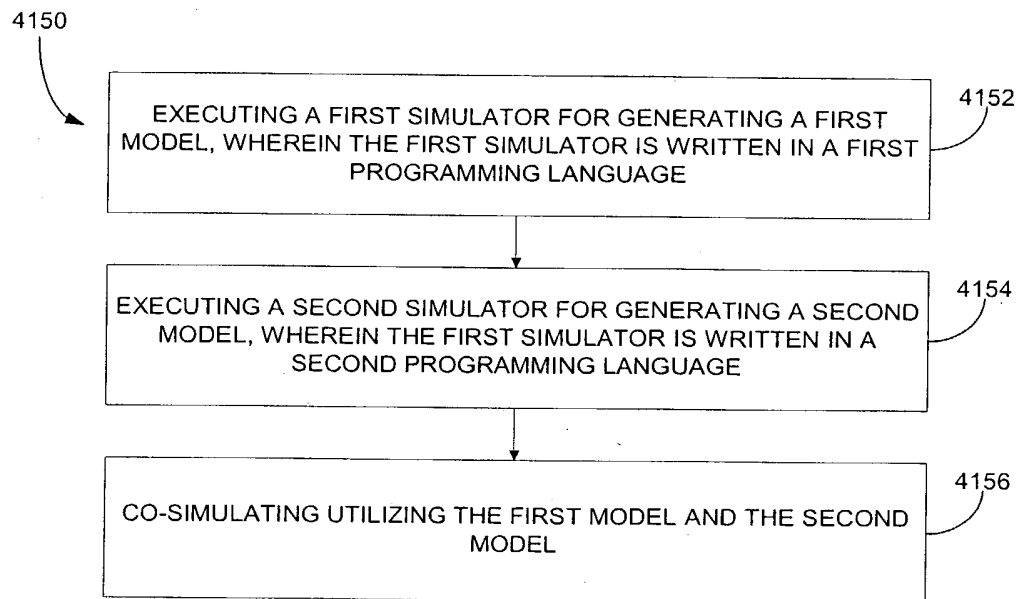 4150
EXECUTING A FIRST SIMULATOR FOR GENERATING A FIRST
MODEL, WHEREIN THE FIRST SIMULATOR IS WRITTEN IN A FIRST
PROGRAMMING LANGUAGE
4152
EXECUTING A SECOND SIMULATOR FOR GENERATING A SECOND
MODEL, WHEREIN THE FIRST SIMULATOR IS WRITTEN IN A
SECOND PROGRAMMING LANGUAGE
4154
CO-SIMULATING UTILIZING THE FIRST MODEL AND THE SECOND
MODEL
4156